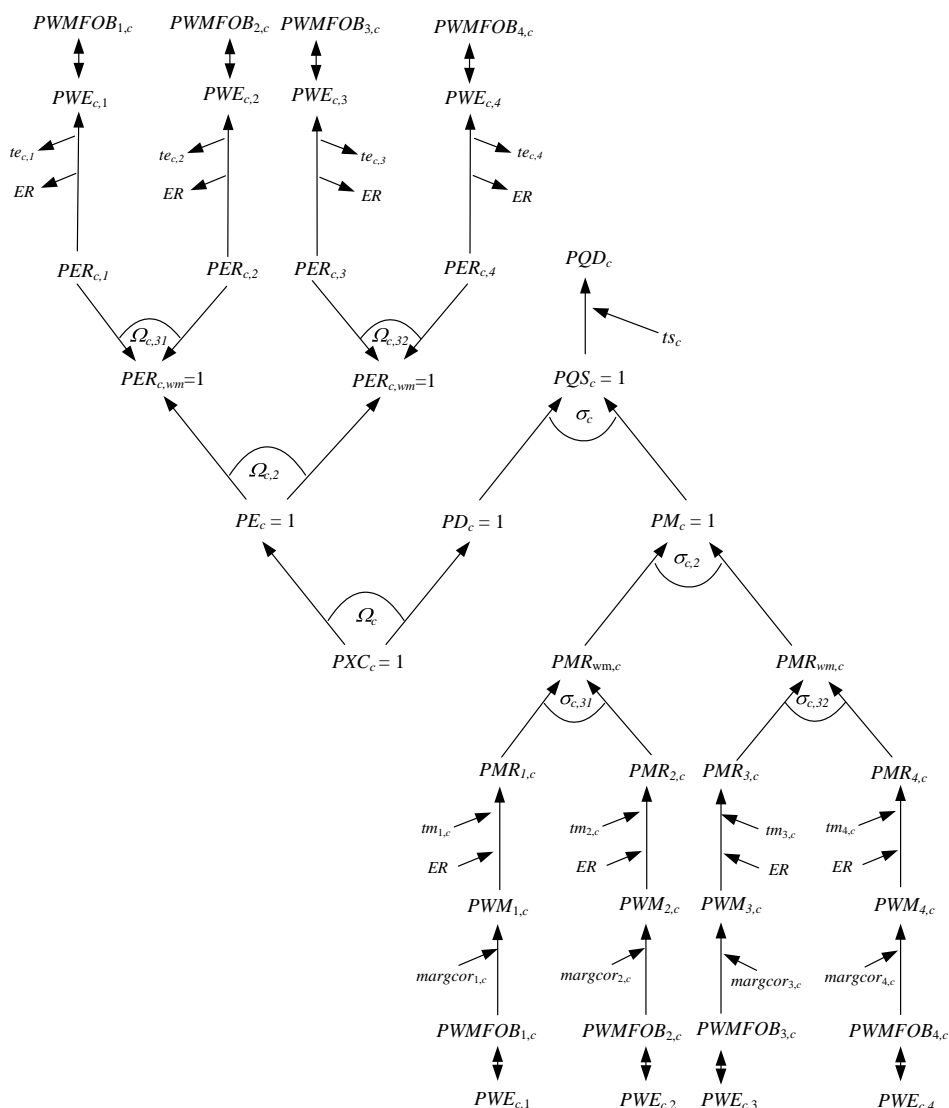 PWMFOB1,c PWMFOB2,c PWMFOB3,c PWMFOB4,c
PWEc,1 PWEc,2 PWEc,3 PWEc,4
tec,1 tec,2 tec,3 tec,4
ER ER ER ER
PERc,1 PERc,2 PERc,3 PERc,4
PQDc
Ωc,31 Ωc,32
tsc
PERc,wm=1 PERc,wm=1 PQSc = 1
σc
Ωc,2
PEc = 1 PDc = 1 PMc = 1
σc,2
Ωc
PXCc = 1 PMRwm,c PMRwm,c
σc,31 σc,32
PMR1,c PMR2,c PMR3,c PMR4,c
tm1,c tm2,c tm3,c tm4,c
ER ER ER ER
PWM1,c PWM2,c PWM3,c PWM4,c
margcor1,c margcor2,c margcor3,c margcor4,c
PWMFOB1,c PWMFOB2,c PWMFOB3,c PWMFOB4,c
PWEc,1 PWEc,2 PWEc,3 PWEc,4